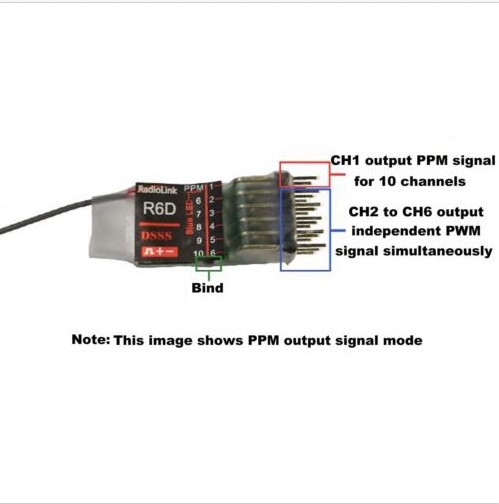 CH1 output PPM signal
for 10 channels
CH2 to CH6 output
independent PWM
signal simultaneously
RadioLink
R6D
DSSS
+ −
Blue LED
PPM 1
6 2
7 3
8 4
9 5
10 6
Bind
Note: This image shows PPM output signal mode